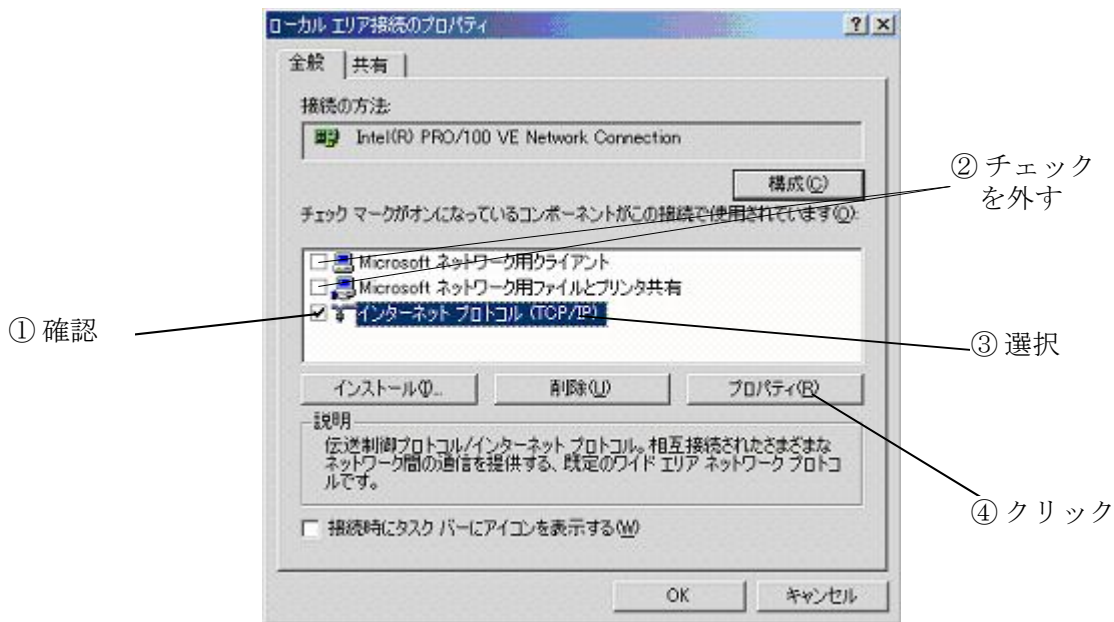 ローカル エリア接続のプロパティ
全般
共有
接続の方法:
Intel(R) PRO/100 VE Network Connection
構成(C)
② チェック
を外す
チェック マークがオンになっているコンポーネントがこの接続で使用されています(O):
Microsoft ネットワーク用クライアント
Microsoft ネットワーク用ファイルとプリンタ共有
インターネット プロトコル (TCP/IP)
① 確認
③ 選択
インストール(I)...
削除(U)
プロパティ(R)
説明
伝送制御プロトコル/インターネット プロトコル。相互接続されたさまざまな
ネットワーク間の通信を提供する、既定のワイド エリア ネットワーク プロトコ
ルです。
④ クリック
接続時にタスク バーにアイコンを表示する(W)
OK
キャンセル